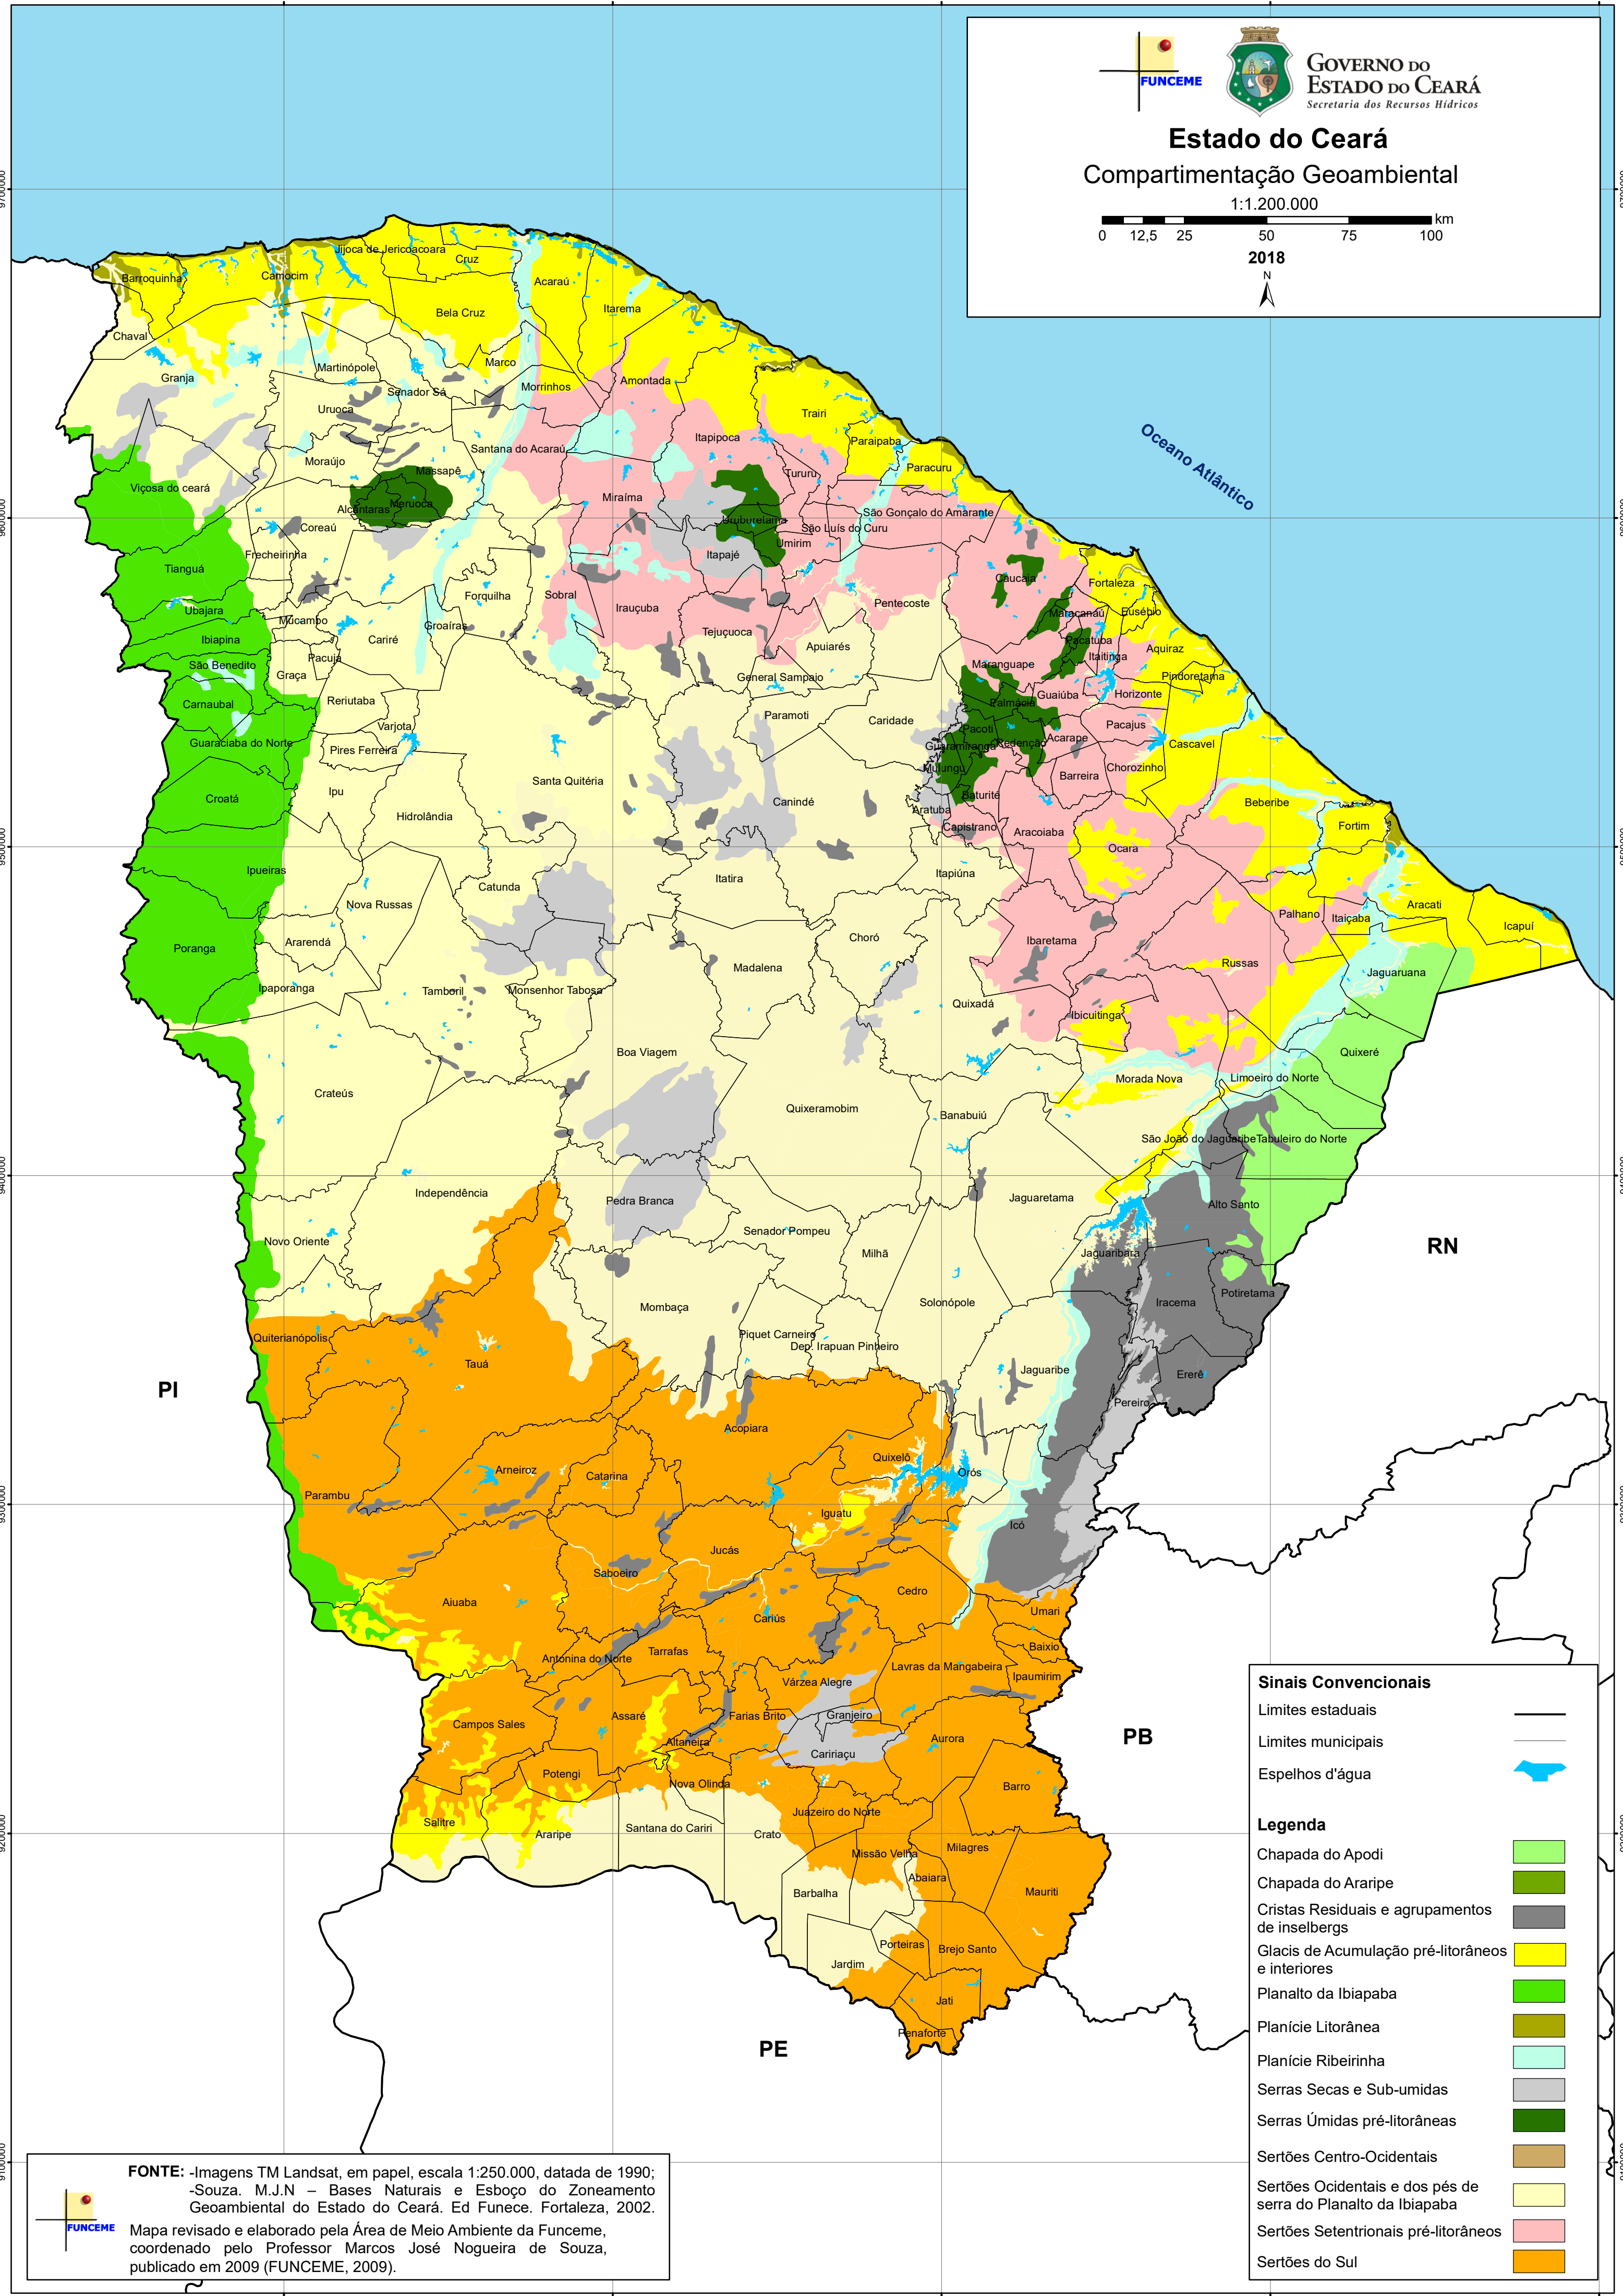 FUNCEME
GOVERNO DO
ESTADO DO CEARÁ
Secretaria dos Recursos Hídricos
Estado do Ceará
Compartimentação Geoambiental
1:1.200.000
km
0 12,5 25 50 75 100
2018
N
9700000
Oceano Atlântico
Jijoca de Jericoacoara
Cruz
Barroquinha
Camocim
Acaraú
Itarema
Bela Cruz
Chaval
Marco
Martinópole
Granja
Amontada
Morrinhos
Senador Sá
Uruoca
Trairi
Itapipoca
Paraipaba
Santana do Acaraú
Moraújo
Paracuru
Massapê
Tururu
Viçosa do ceará
Miraíma
Meruoca
Alcântaras
São Gonçalo do Amarante
Uruburetama
São Luís do Curu
Coreaú
9600000
Umirim
Frecheirinha
Itapajé
Tianguá
Caucaia
Fortaleza
Forquilha
Sobral
Pentecoste
Irauçuba
Ubajara
Eusébio
Maracanaú
Mucambo
Groaíras
Tejuçuoca
Ibiapina
Cariré
Pacatuba
Apuiarés
Aquiraz
Itaitinga
Pacujá
São Benedito
Maranguape
Graça
General Sampaio
Pindoretama
Guaiúba
Horizonte
Reriutaba
Carnaubal
Palmácia
Paramoti
Caridade
Varjota
Pacajus
Pacoti
Acarape
Guaraciaba do Norte
Redenção
Cascavel
Guaramiranga
Pires Ferreira
Mulungu
Chorozinho
Barreira
Santa Quitéria
Ipu
Baturité
Croatá
Canindé
Beberibe
Aratuba
Hidrolândia
Fortim
Capistrano
Aracoiaba
Ocara
9500000
Ipueiras
Itapiúna
Itatira
Catunda
Nova Russas
Aracati
Palhano
Itaiçaba
Icapuí
Choró
Ararendá
Ibaretama
Poranga
Russas
Madalena
Jaguaruana
Ipaporanga
Tamboril
Monsenhor Tabosa
Quixadá
Ibicuitinga
Boa Viagem
Quixeré
Limoeiro do Norte
Morada Nova
Crateús
Quixeramobim
Banabuiú
São João do Jaguaribe
Tabuleiro do Norte
9400000
Independência
Pedra Branca
Jaguaretama
Alto Santo
Senador Pompeu
Novo Oriente
Milhã
Jaguaribara
RN
Potiretama
Solonópole
Iracema
Mombaça
Quiterianópolis
Piquet Carneiro
Dep. Irapuan Pinheiro
Tauá
Jaguaribe
Ererê
PI
Pereiro
Acopiara
Quixelô
Orós
Arneiroz
Catarina
Parambu
9300000
Iguatu
Icó
Jucás
Saboeiro
Cedro
Aiuaba
Umari
Cariús
Baixio
Tarrafas
Antonina do Norte
Lavras da Mangabeira
Ipaumirim
Várzea Alegre
Assaré
Farias Brito
Granjeiro
Campos Sales
PB
Aurora
Altaneira
Caririaçu
Potengi
Nova Olinda
Barro
Juazeiro do Norte
Salitre
Santana do Cariri
Araripe
Crato
9200000
Milagres
Missão Velha
Abaiara
Mauriti
Barbalha
Porteiras
Brejo Santo
Jardim
Jati
Penaforte
PE
9100000
Sinais Convencionais
Limites estaduais
Limites municipais
Espelhos d'água
Legenda
Chapada do Apodi
Chapada do Araripe
Cristas Residuais e agrupamentos
de inselbergs
Glacis de Acumulação pré-litorâneos
e interiores
Planalto da Ibiapaba
Planície Litorânea
Planície Ribeirinha
Serras Secas e Sub-umidas
Serras Úmidas pré-litorâneas
Sertões Centro-Ocidentais
Sertões Ocidentais e dos pés de
serra do Planalto da Ibiapaba
Sertões Setentrionais pré-litorâneos
Sertões do Sul
FONTE: -Imagens TM Landsat, em papel, escala 1:250.000, datada de 1990;
-Souza. M.J.N – Bases Naturais e Esboço do Zoneamento
Geoambiental do Estado do Ceará. Ed Funece. Fortaleza, 2002.
FUNCEME
Mapa revisado e elaborado pela Área de Meio Ambiente da Funceme,
coordenado pelo Professor Marcos José Nogueira de Souza,
publicado em 2009 (FUNCEME, 2009).